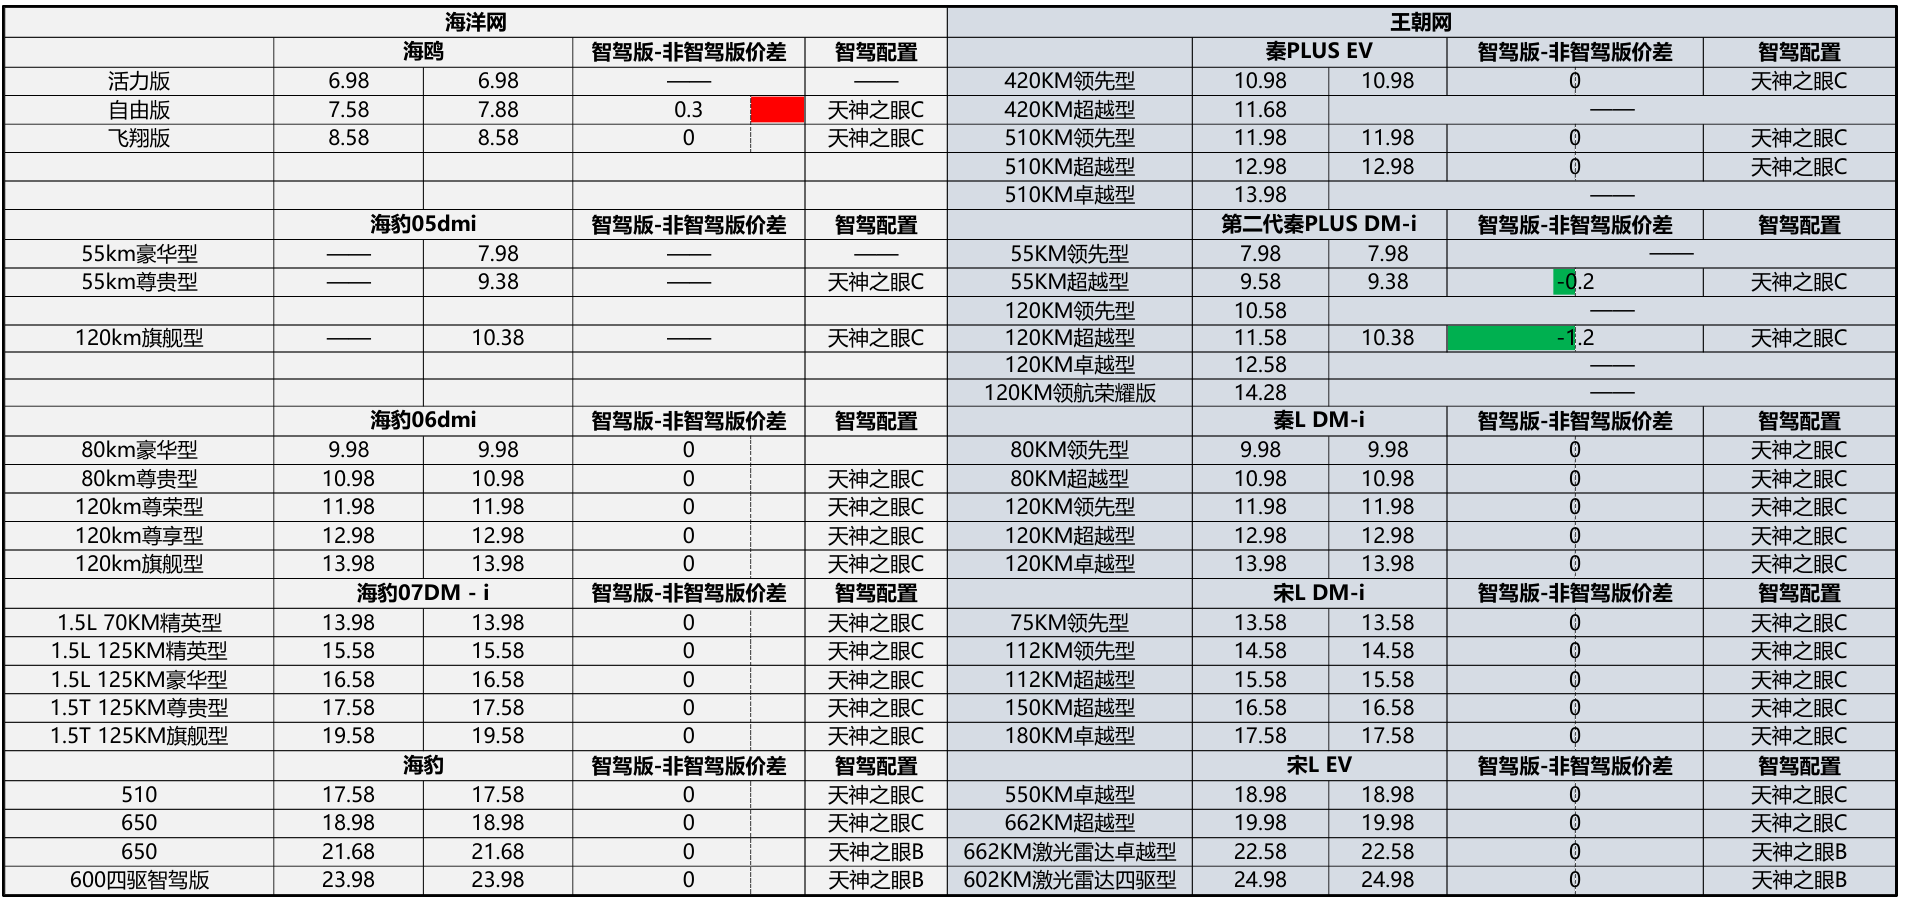 海洋网 王朝网
海鸥 智驾版-非智驾版价差 智驾配置 秦PLUS EV 智驾版-非智驾版价差 智驾配置
活力版 6.98 6.98 —— —— 420KM领先型 10.98 10.98 0 天神之眼C
自由版 7.58 7.88 0.3 天神之眼C 420KM超越型 11.68 ——
飞翔版 8.58 8.58 0 天神之眼C 510KM领先型 11.98 11.98 0 天神之眼C
510KM超越型 12.98 12.98 0 天神之眼C
510KM卓越型 13.98 ——
海豹05dmi 智驾版-非智驾版价差 智驾配置 第二代秦PLUS DM-i 智驾版-非智驾版价差 智驾配置
55km豪华型 —— 7.98 —— —— 55KM领先型 7.98 7.98 ——
55km尊贵型 —— 9.38 —— 天神之眼C 55KM超越型 9.58 9.38 -0.2 天神之眼C
120KM领先型 10.58 ——
120km旗舰型 —— 10.38 —— 天神之眼C 120KM超越型 11.58 10.38 -1.2 天神之眼C
120KM卓越型 12.58 ——
120KM领航荣耀版 14.28 ——
海豹06dmi 智驾版-非智驾版价差 智驾配置 秦L DM-i 智驾版-非智驾版价差 智驾配置
80km豪华型 9.98 9.98 0 80KM领先型 9.98 9.98 0 天神之眼C
80km尊贵型 10.98 10.98 0 天神之眼C 80KM超越型 10.98 10.98 0 天神之眼C
120km尊荣型 11.98 11.98 0 天神之眼C 120KM领先型 11.98 11.98 0 天神之眼C
120km尊享型 12.98 12.98 0 天神之眼C 120KM超越型 12.98 12.98 0 天神之眼C
120km旗舰型 13.98 13.98 0 天神之眼C 120KM卓越型 13.98 13.98 0 天神之眼C
海豹07DM - i 智驾版-非智驾版价差 智驾配置 宋L DM-i 智驾版-非智驾版价差 智驾配置
1.5L 70KM精英型 13.98 13.98 0 天神之眼C 75KM领先型 13.58 13.58 0 天神之眼C
1.5L 125KM精英型 15.58 15.58 0 天神之眼C 112KM领先型 14.58 14.58 0 天神之眼C
1.5L 125KM豪华型 16.58 16.58 0 天神之眼C 112KM超越型 15.58 15.58 0 天神之眼C
1.5T 125KM尊贵型 17.58 17.58 0 天神之眼C 150KM超越型 16.58 16.58 0 天神之眼C
1.5T 125KM旗舰型 19.58 19.58 0 天神之眼C 180KM卓越型 17.58 17.58 0 天神之眼C
海豹 智驾版-非智驾版价差 智驾配置 宋L EV 智驾版-非智驾版价差 智驾配置
510 17.58 17.58 0 天神之眼C 550KM卓越型 18.98 18.98 0 天神之眼C
650 18.98 18.98 0 天神之眼C 662KM超越型 19.98 19.98 0 天神之眼C
650 21.68 21.68 0 天神之眼B 662KM激光雷达卓越型 22.58 22.58 0 天神之眼B
600四驱智驾版 23.98 23.98 0 天神之眼B 602KM激光雷达四驱型 24.98 24.98 0 天神之眼B